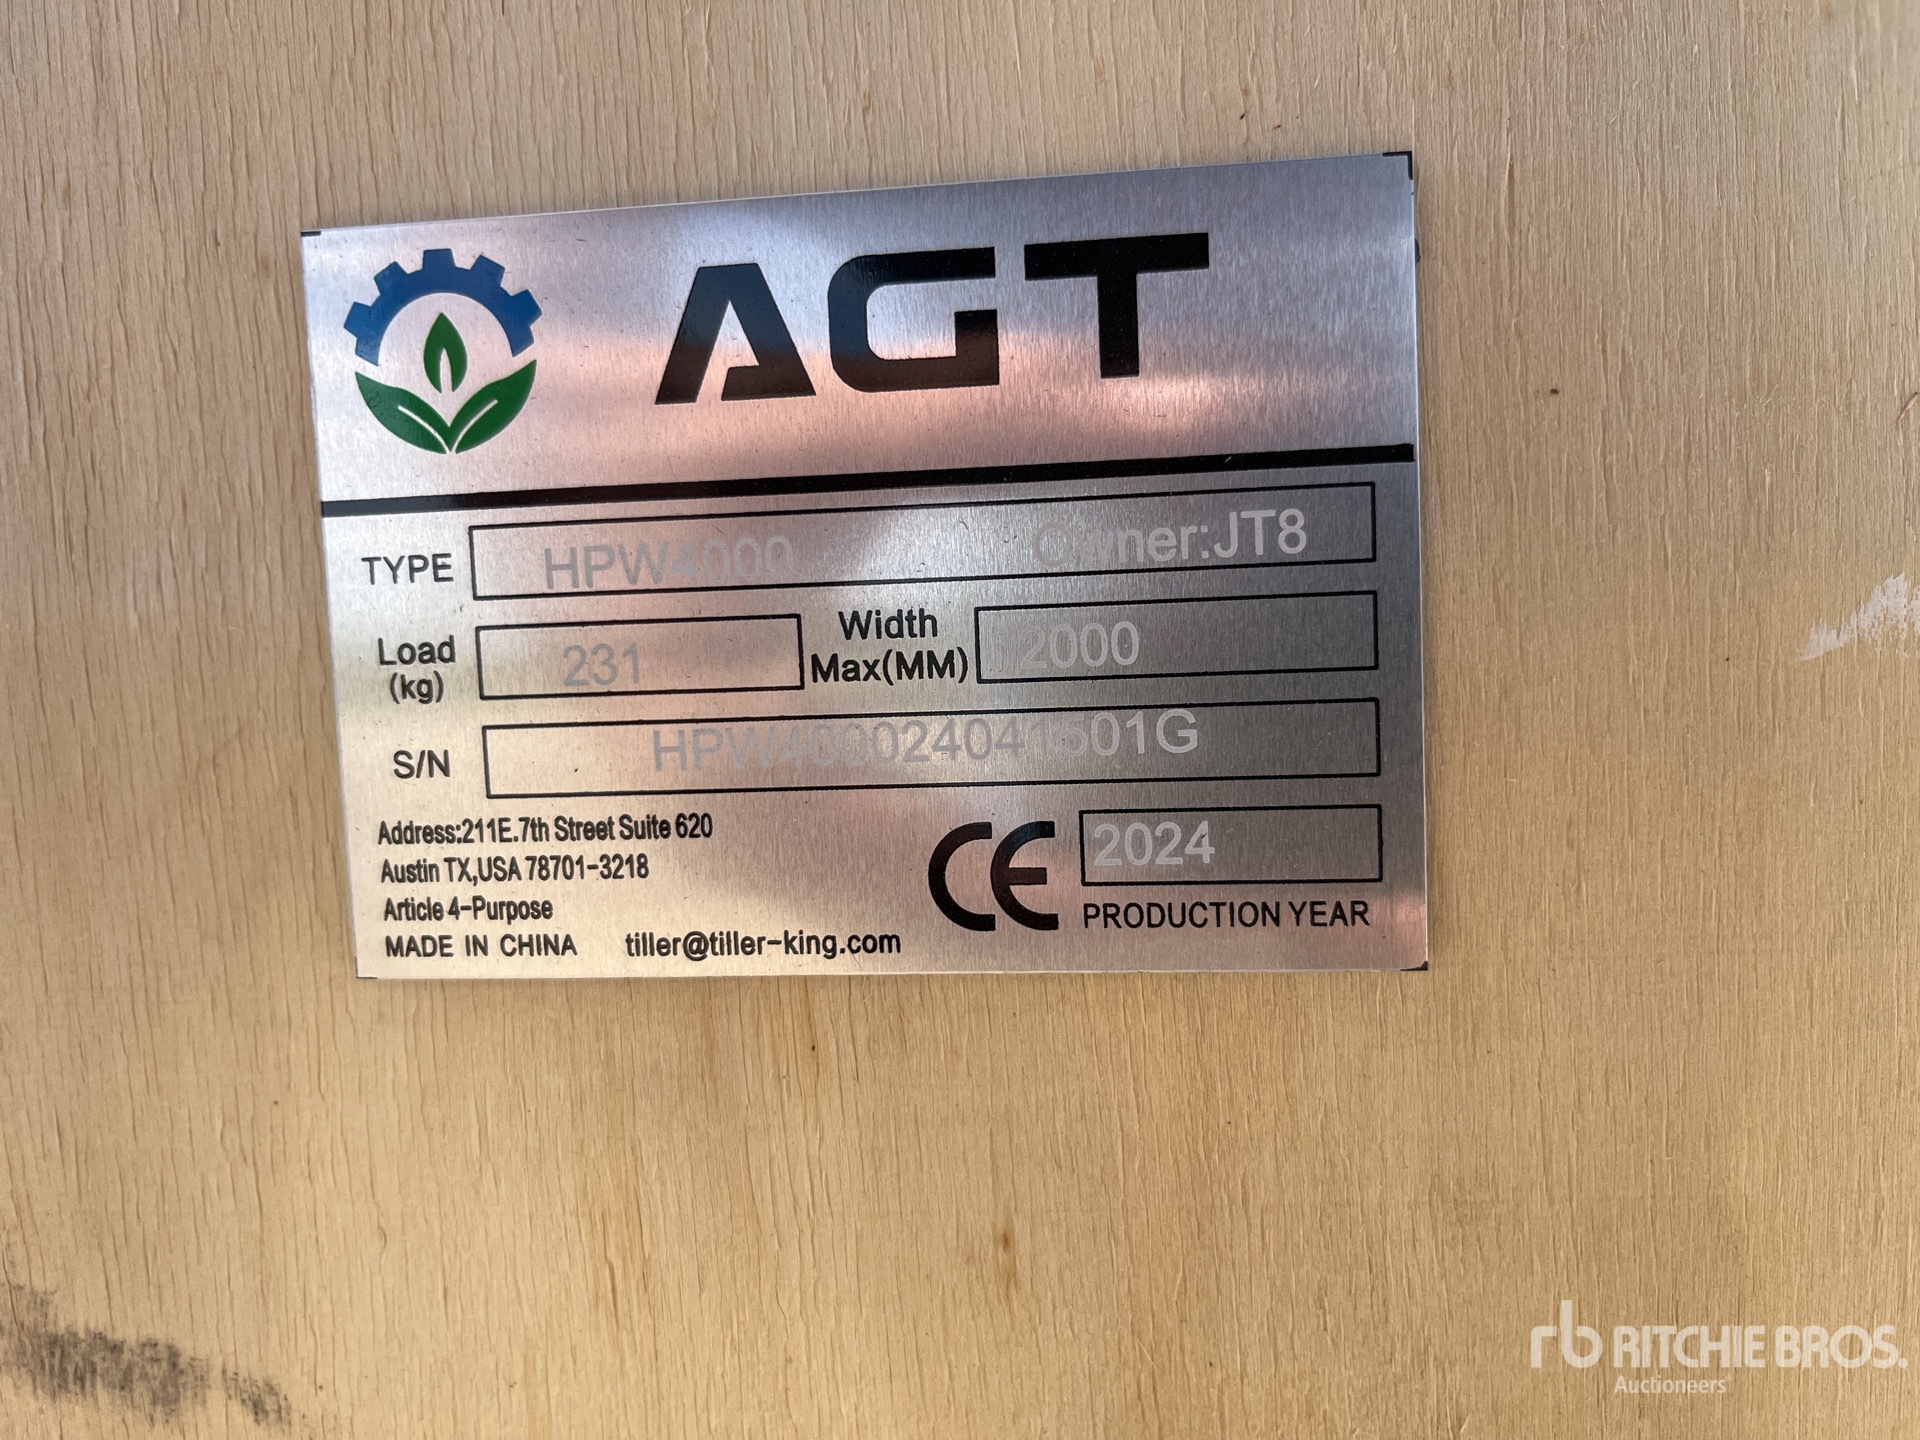 AGT
TYPE HPW4000 Owner:JT8
Load (kg) 231 Width Max(MM) 2000
S/N HPW400024041501G
Address:211E.7th Street Suite 620
Austin TX,USA 78701-3218
Article 4-Purpose
MADE IN CHINA tiller@tiller-king.com
CE 2024
PRODUCTION YEAR
rb RITCHIE BROS.
Auctioneers